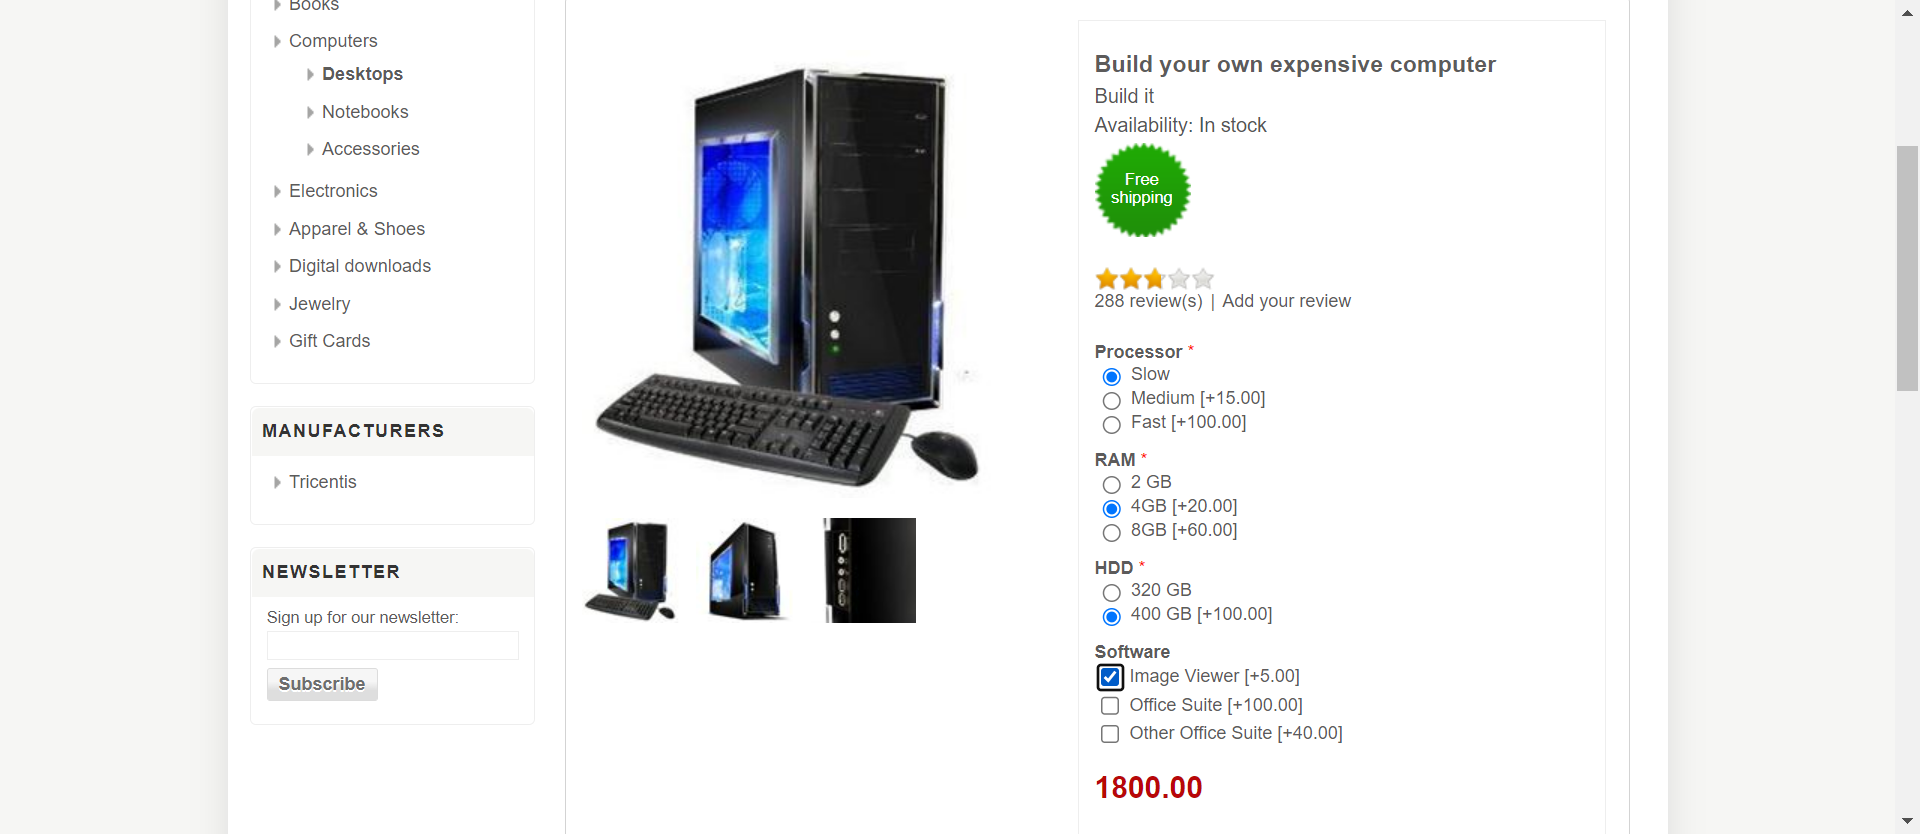 Books
Computers
Desktops
Notebooks
Accessories
Electronics
Apparel & Shoes
Digital downloads
Jewelry
Gift Cards
MANUFACTURERS
Tricentis
NEWSLETTER
Sign up for our newsletter:
Subscribe
Build your own expensive computer
Build it
Availability: In stock
Free
shipping
288 review(s) | Add your review
Processor *
Slow
Medium [+15.00]
Fast [+100.00]
RAM *
2 GB
4GB [+20.00]
8GB [+60.00]
HDD *
320 GB
400 GB [+100.00]
Software
Image Viewer [+5.00]
Office Suite [+100.00]
Other Office Suite [+40.00]
1800.00